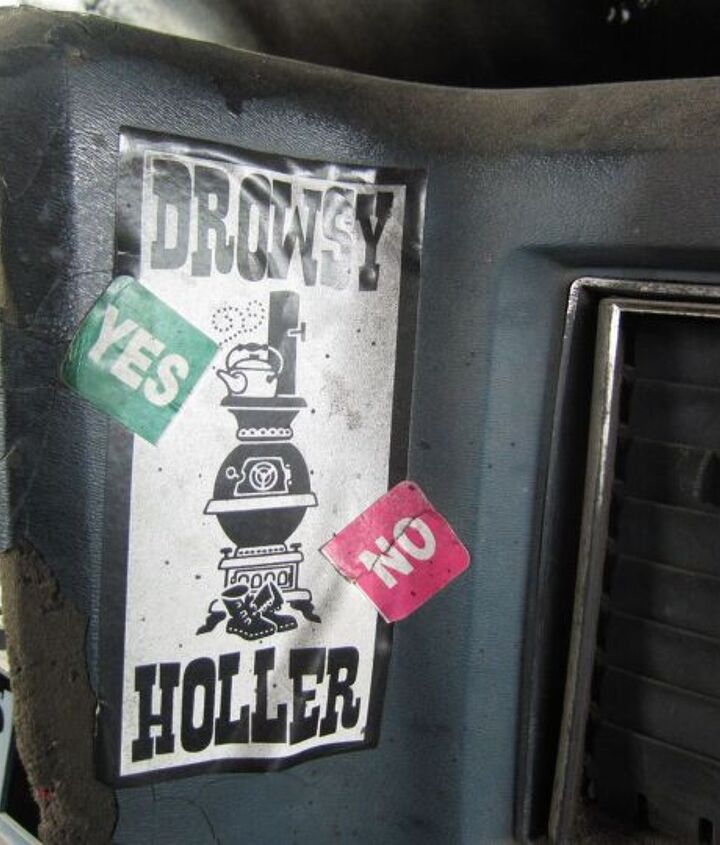 DROWSY
YES
NO
HOLLER